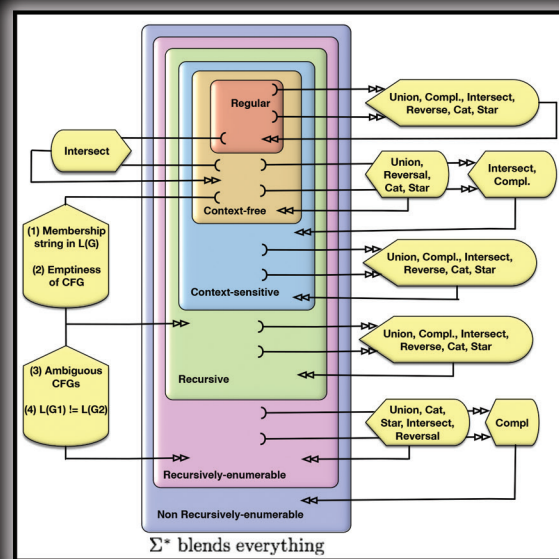 Regular
Union, Compl., Intersect,
Reverse, Cat, Star
Intersect
Union,
Reversal,
Cat, Star
Intersect,
Compl.
Context-free
(1) Membership
string in L(G)
(2) Emptiness
of CFG
Union, Compl., Intersect,
Reverse, Cat, Star
Context-sensitive
Union, Compl., Intersect,
Reverse, Cat, Star
(3) Ambiguous
CFGs
(4) L(G1) != L(G2)
Recursive
Union, Cat,
Star, Intersect,
Reversal
Compl
Recursively-enumerable
Non Recursively-enumerable
Σ* blends everything